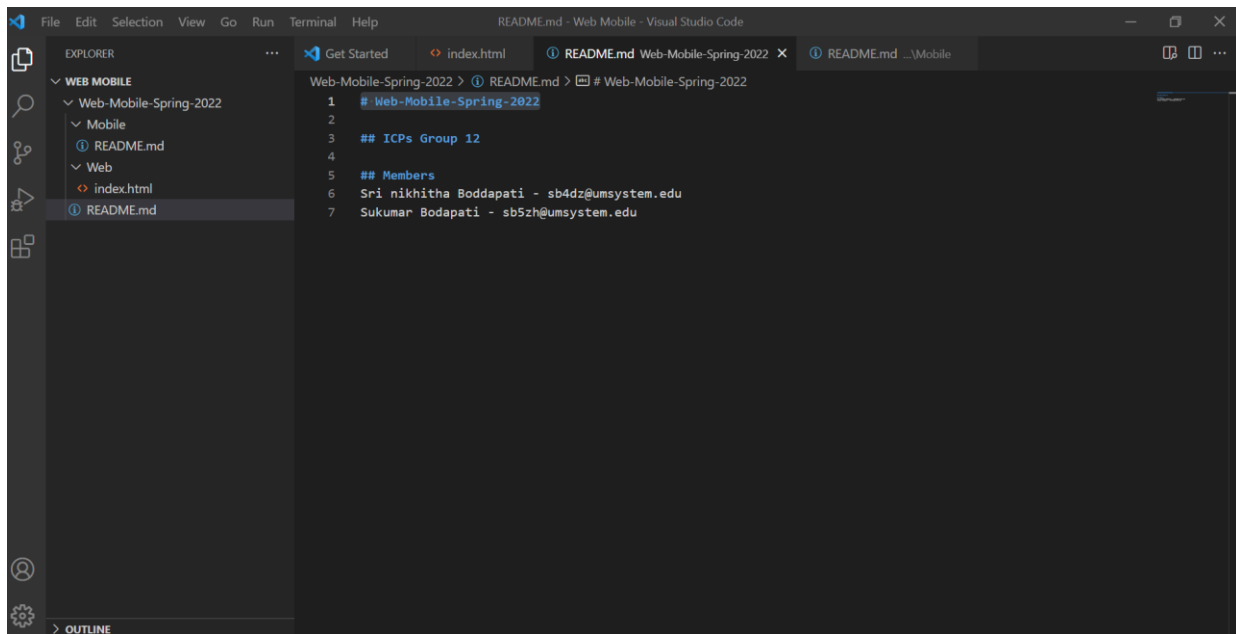 File Edit Selection View Go Run Terminal Help README.md - Web Mobile - Visual Studio Code
EXPLORER
WEB MOBILE
Web-Mobile-Spring-2022
Mobile
README.md
Web
index.html
README.md
OUTLINE
Get Started index.html README.md Web-Mobile-Spring-2022 README.md ...\Mobile
Web-Mobile-Spring-2022 > README.md > # Web-Mobile-Spring-2022
1 # Web-Mobile-Spring-2022
2
3 ## ICPs Group 12
4
5 ## Members
6 Sri nikhitha Boddapati - sb4dz@umsystem.edu
7 Sukumar Bodapati - sb5zh@umsystem.edu